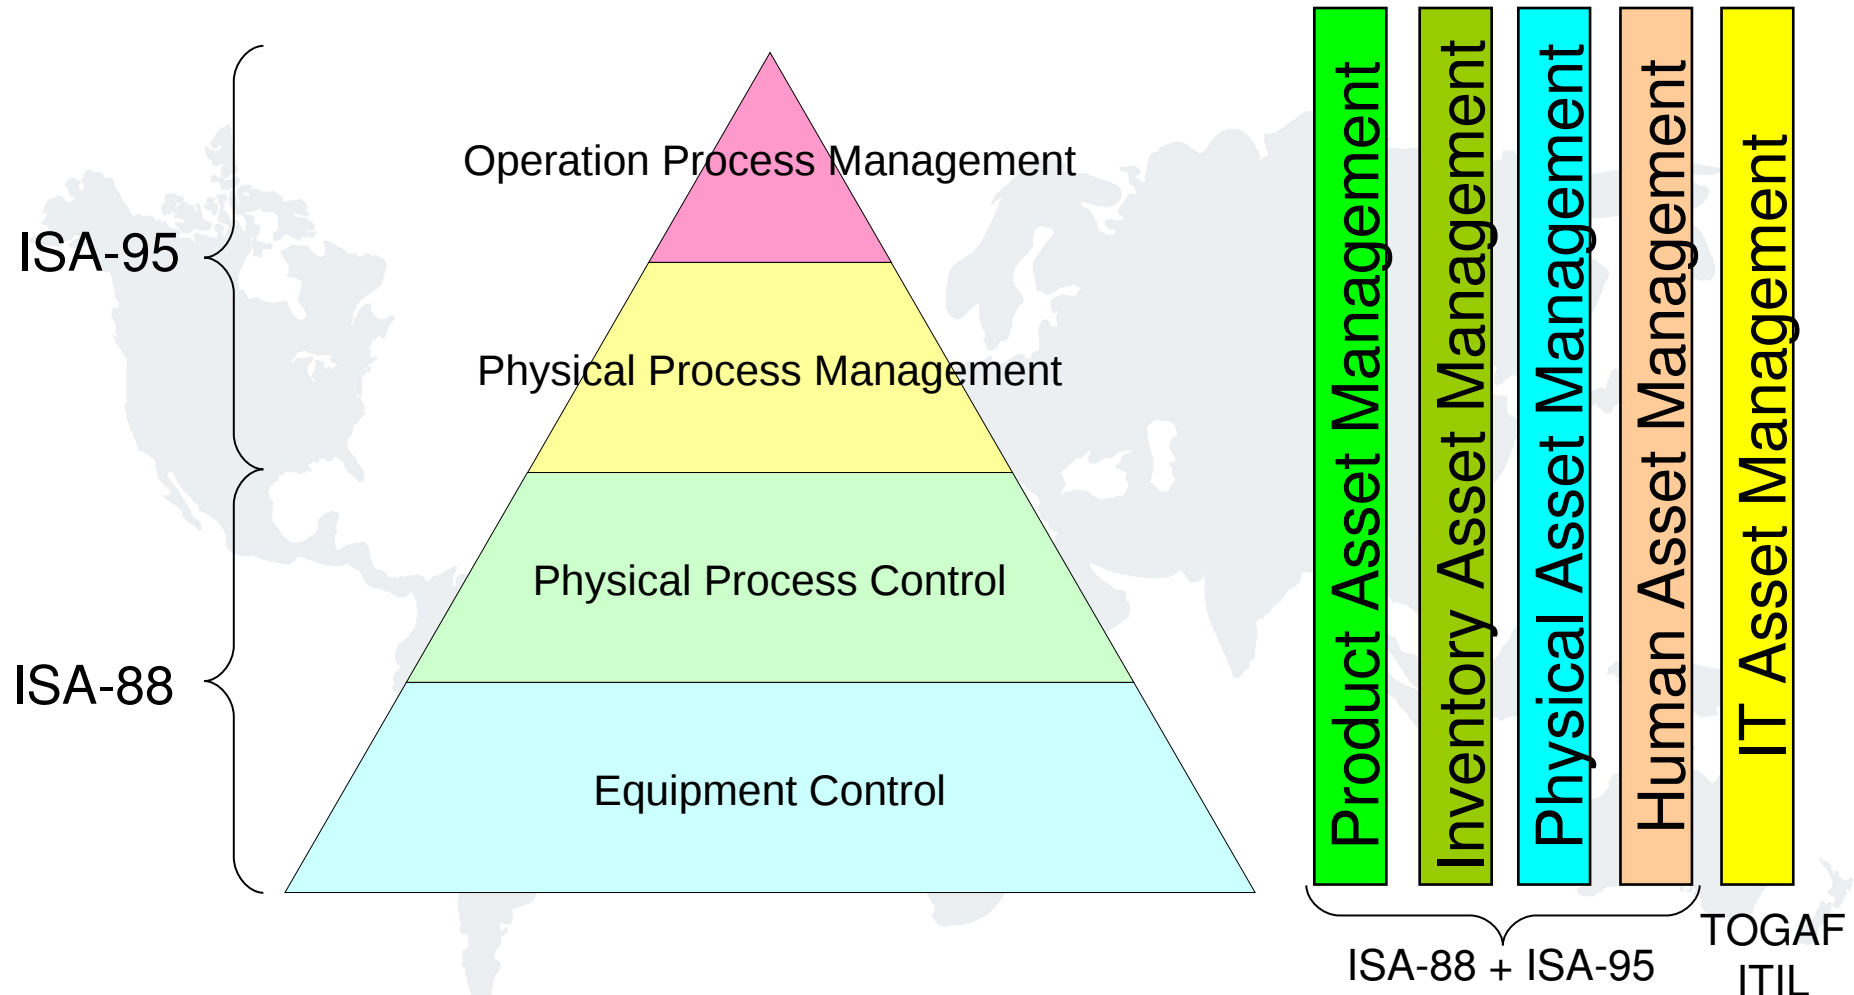 Operation Process Management
ISA-95
Physical Process Management
Physical Process Control
ISA-88
Equipment Control
Product Asset Management
Inventory Asset Management
Physical Asset Management
Human Asset Management
IT Asset Management
ISA-88 + ISA-95
TOGAF
ITIL